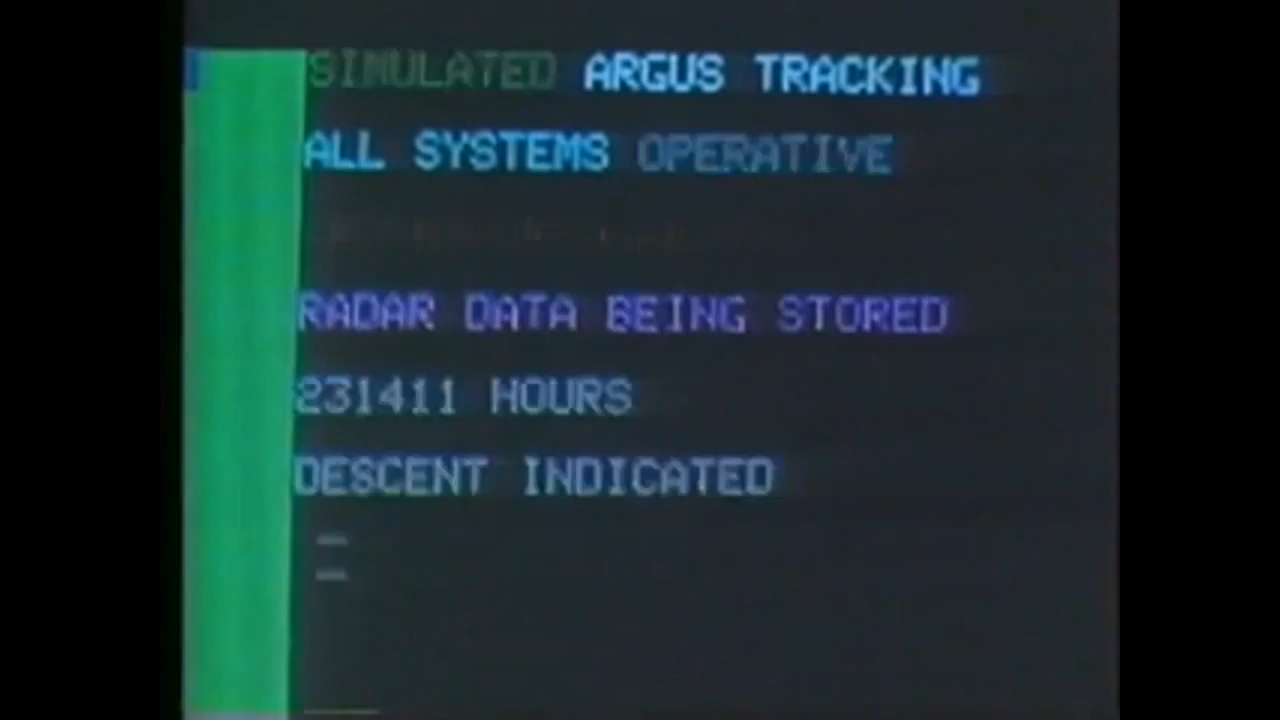 SIMULATED ARGUS TRACKING
ALL SYSTEMS OPERATIVE
RADAR DATA BEING STORED
231411 HOURS
DESCENT INDICATED